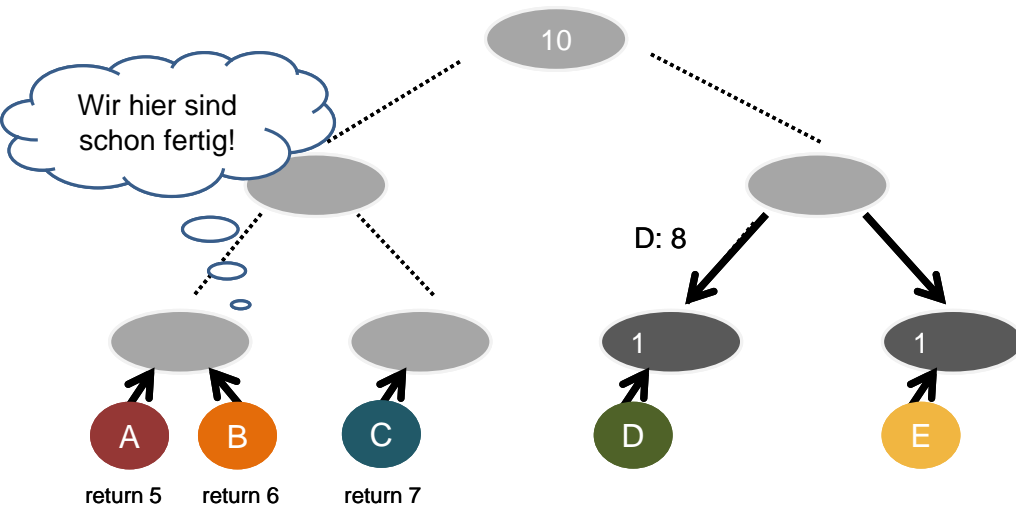 10
Wir hier sind
schon fertig!
D: 8
1
1
A
B
C
D
E
return 5
return 6
return 7